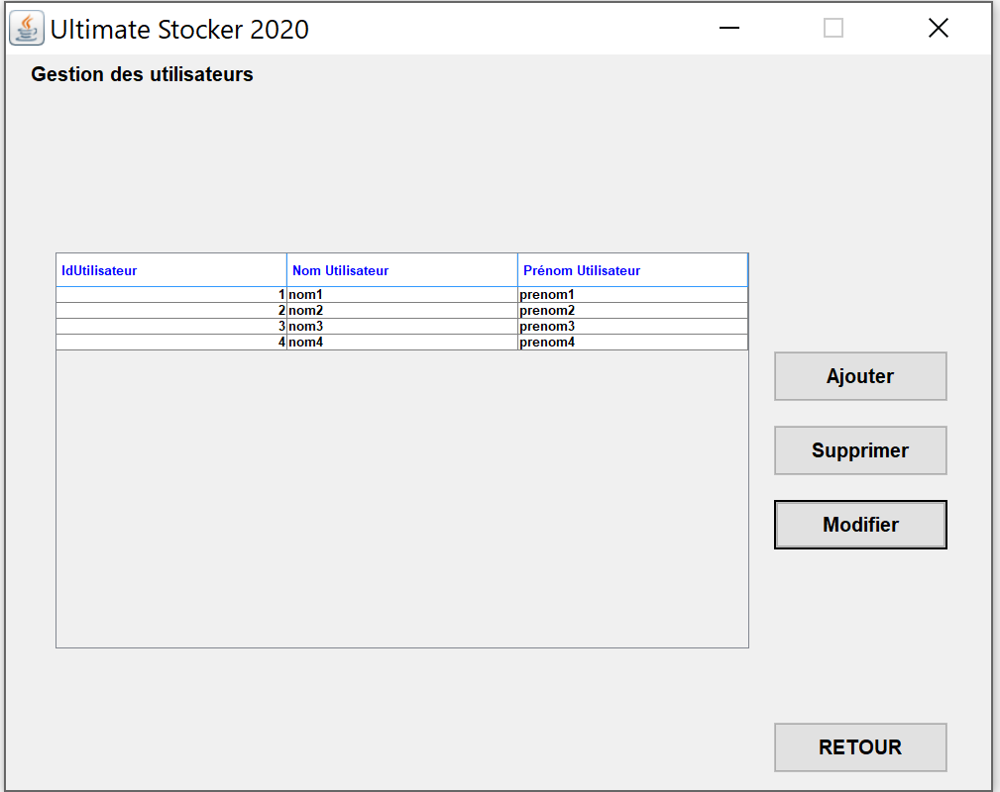 Ultimate Stocker 2020
Gestion des utilisateurs
IdUtilisateur Nom Utilisateur Prénom Utilisateur
1 nom1 prenom1
2 nom2 prenom2
3 nom3 prenom3
4 nom4 prenom4
Ajouter
Supprimer
Modifier
RETOUR